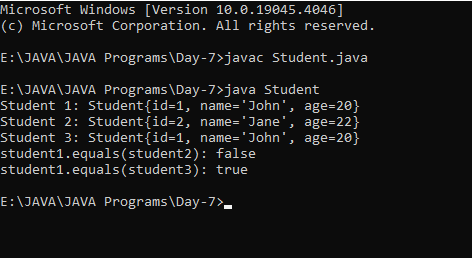 Microsoft Windows [Version 10.0.19045.4046]
(c) Microsoft Corporation. All rights reserved.
E:\JAVA\JAVA Programs\Day-7>javac Student.java
E:\JAVA\JAVA Programs\Day-7>java Student
Student 1: Student{id=1, name='John', age=20}
Student 2: Student{id=2, name='Jane', age=22}
Student 3: Student{id=1, name='John', age=20}
student1.equals(student2): false
student1.equals(student3): true
E:\JAVA\JAVA Programs\Day-7>